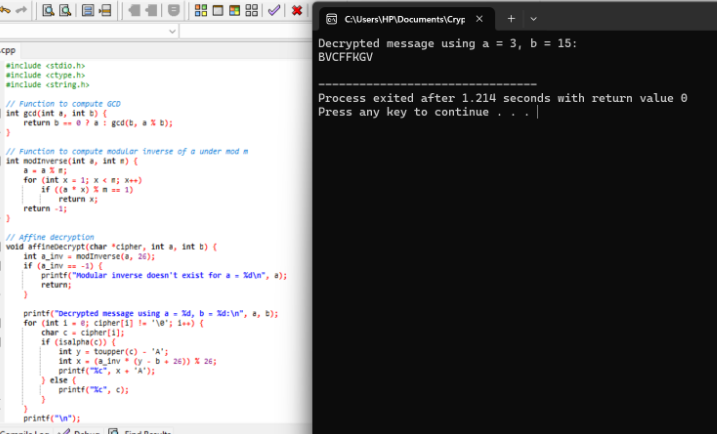 .cpp
#include <stdio.h>
#include <ctype.h>
#include <string.h>
// Function to compute GCD
int gcd(int a, int b) {
return b == 0 ? a : gcd(b, a % b);
}
// Function to compute modular inverse of a under mod m
int modInverse(int a, int m) {
a = a % m;
for (int x = 1; x < m; x++)
if ((a * x) % m == 1)
return x;
return -1;
}
// Affine decryption
void affineDecrypt(char *cipher, int a, int b) {
int a_inv = modInverse(a, 26);
if (a_inv == -1) {
printf("Modular inverse doesn't exist for a = %d\n", a);
return;
}
printf("Decrypted message using a = %d, b = %d:\n", a, b);
for (int i = 0; cipher[i] != '\0'; i++) {
char c = cipher[i];
if (isalpha(c)) {
int y = toupper(c) - 'A';
int x = (a_inv * (y - b + 26)) % 26;
printf("%c", x + 'A');
} else {
printf("%c", c);
}
}
printf("\n");
Compile Log Debug Find Results
C:\Users\HP\Documents\Cryp
Decrypted message using a = 3, b = 15:
BVCFFKGV
--------------------------------
Process exited after 1.214 seconds with return value 0
Press any key to continue . . .